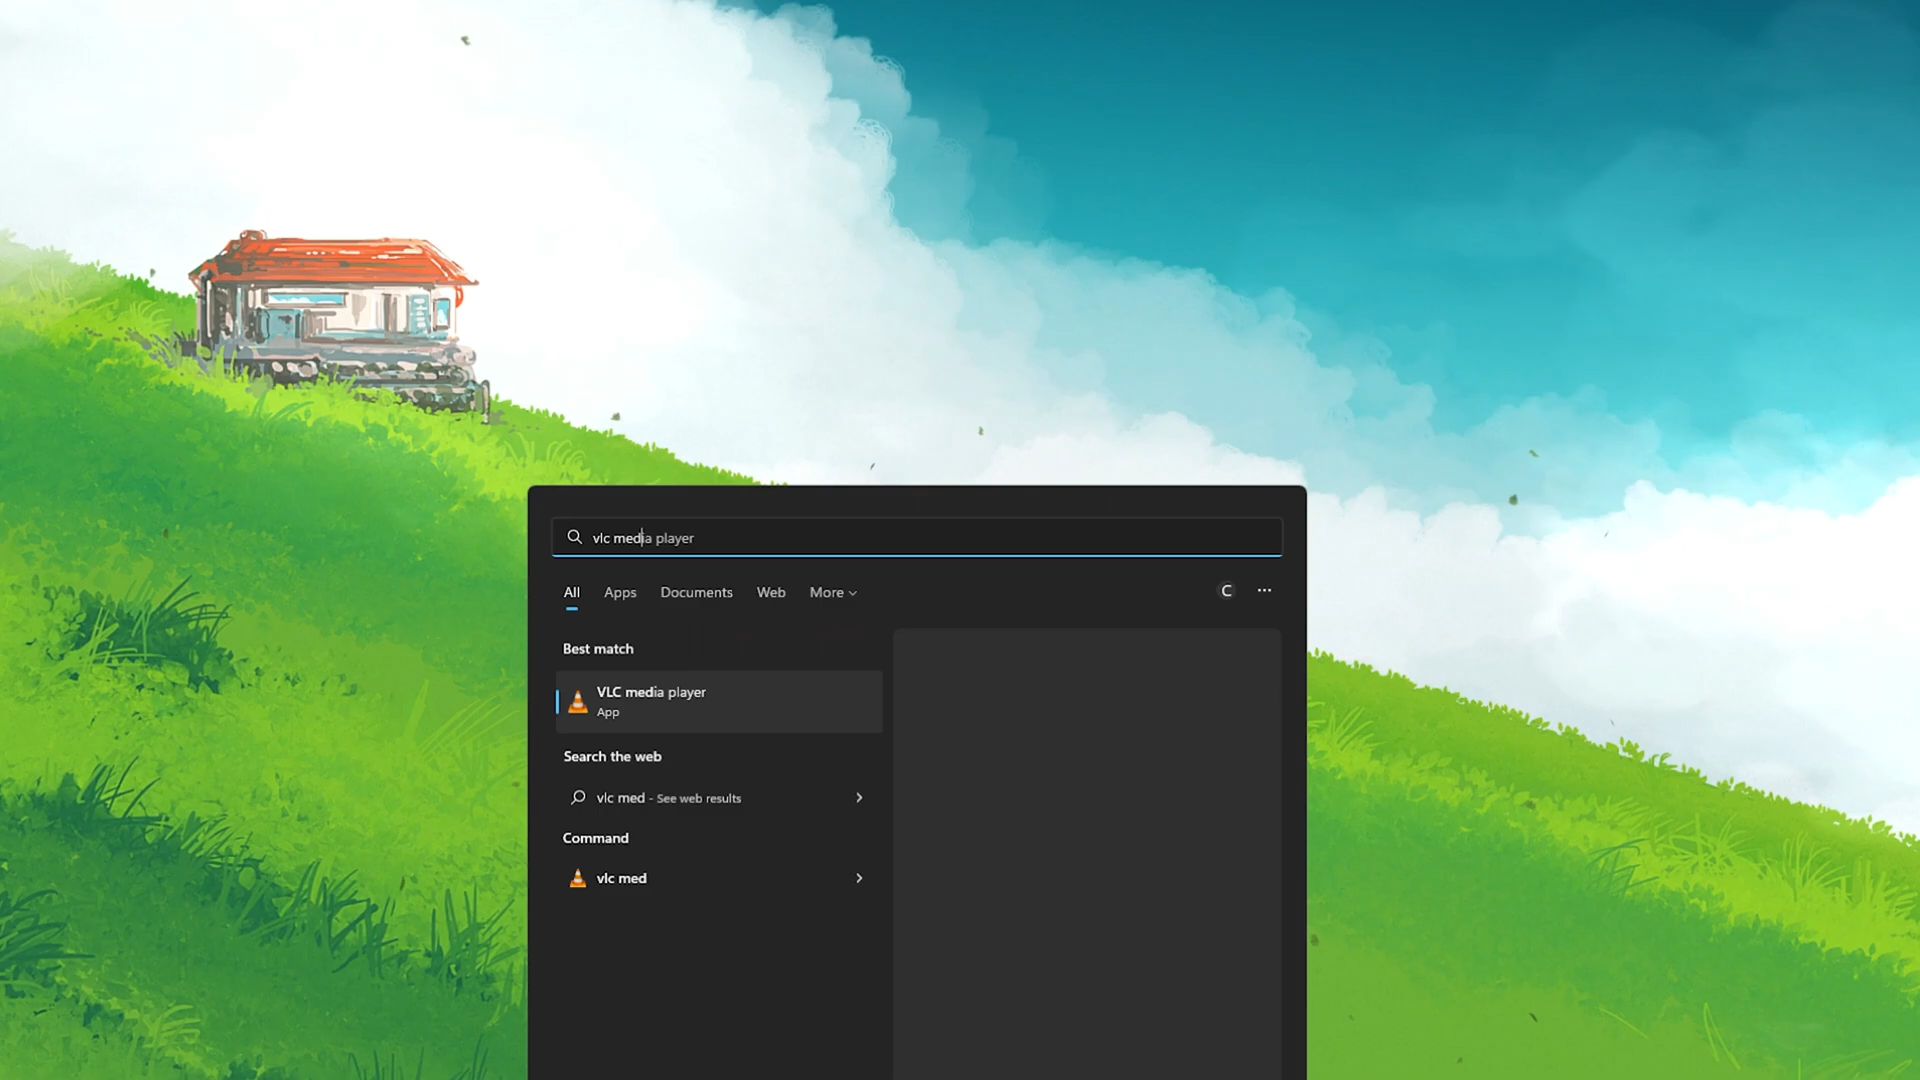 vlc media player
All Apps Documents Web More
C
Best match
VLC media player
App
Search the web
vlc med - See web results
Command
vlc med